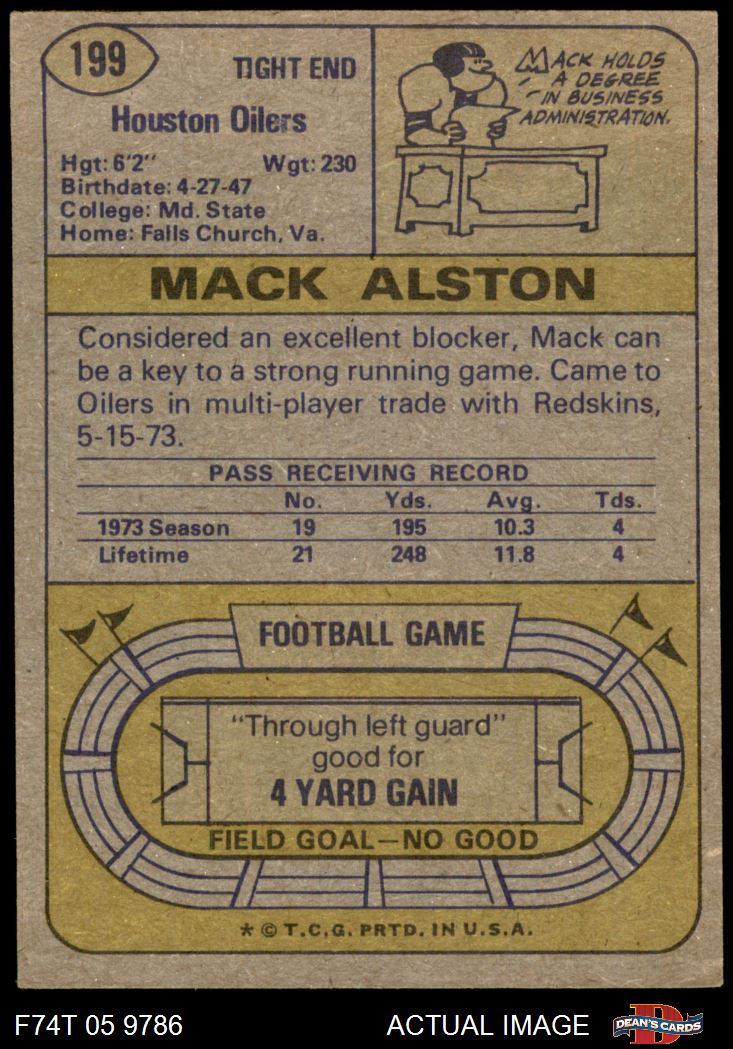 199
TIGHT END
Houston Oilers
Hgt: 6'2" Wgt: 230
Birthdate: 4-27-47
College: Md. State
Home: Falls Church, Va.
MACK HOLDS
A DEGREE
IN BUSINESS
ADMINISTRATION.
MACK ALSTON
Considered an excellent blocker, Mack can
be a key to a strong running game. Came to
Oilers in multi-player trade with Redskins,
5-15-73.
PASS RECEIVING RECORD
No. Yds. Avg. Tds.
1973 Season 19 195 10.3 4
Lifetime 21 248 11.8 4
FOOTBALL GAME
"Through left guard"
good for
4 YARD GAIN
FIELD GOAL—NO GOOD
* © T.C.G. PRTD. IN U.S.A.
F74T 05 9786 ACTUAL IMAGE
D
DEAN'S CARDS